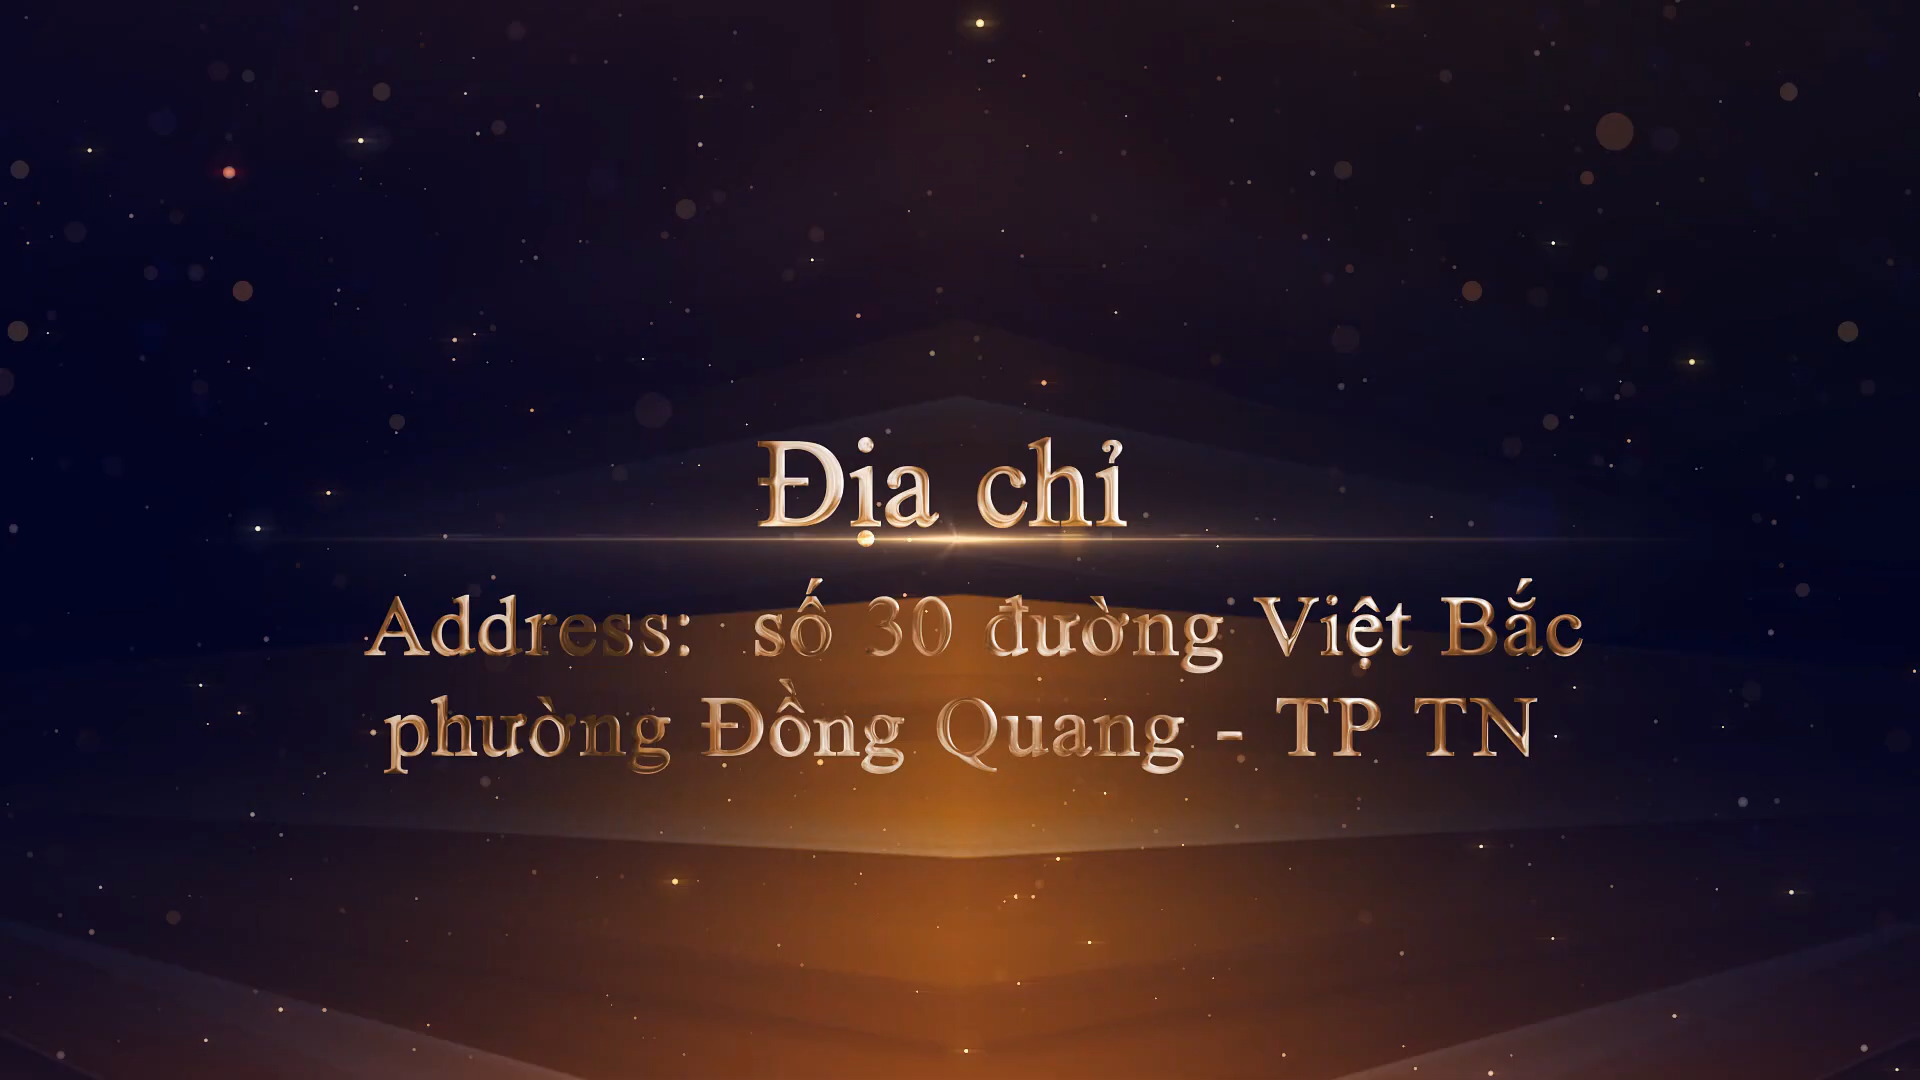 Địa chỉ
Address: số 30 đường Việt Bắc
phường Đồng Quang - TP TN